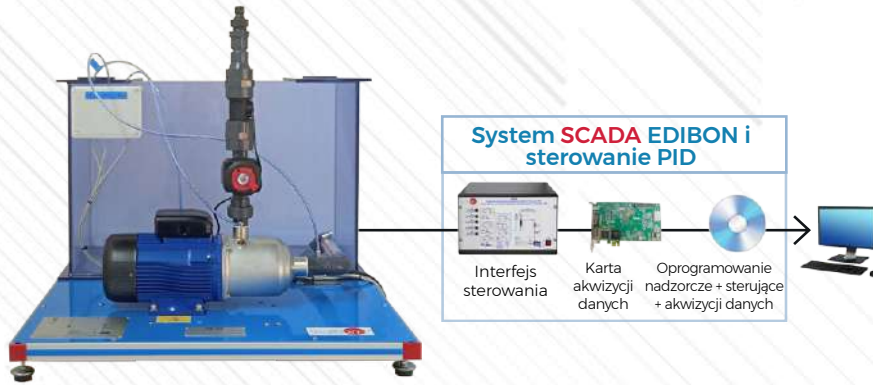 System SCADA EDIBON i
sterowanie PID
Interfejs
sterowania
Karta
akwizycji
danych
Oprogramowanie
nadzorcze + sterujące
+ akwizycji danych